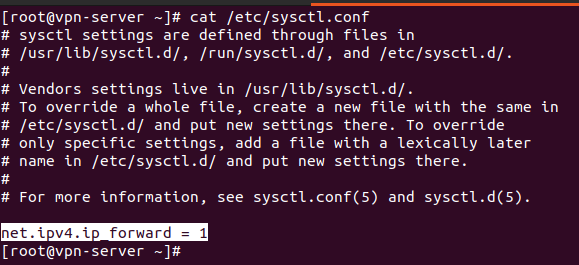 [root@vpn-server ~]# cat /etc/sysctl.conf
# sysctl settings are defined through files in
# /usr/lib/sysctl.d/, /run/sysctl.d/, and /etc/sysctl.d/.
#
# Vendors settings live in /usr/lib/sysctl.d/.
# To override a whole file, create a new file with the same in
# /etc/sysctl.d/ and put new settings there. To override
# only specific settings, add a file with a lexically later
# name in /etc/sysctl.d/ and put new settings there.
#
# For more information, see sysctl.conf(5) and sysctl.d(5).
net.ipv4.ip_forward = 1
[root@vpn-server ~]#